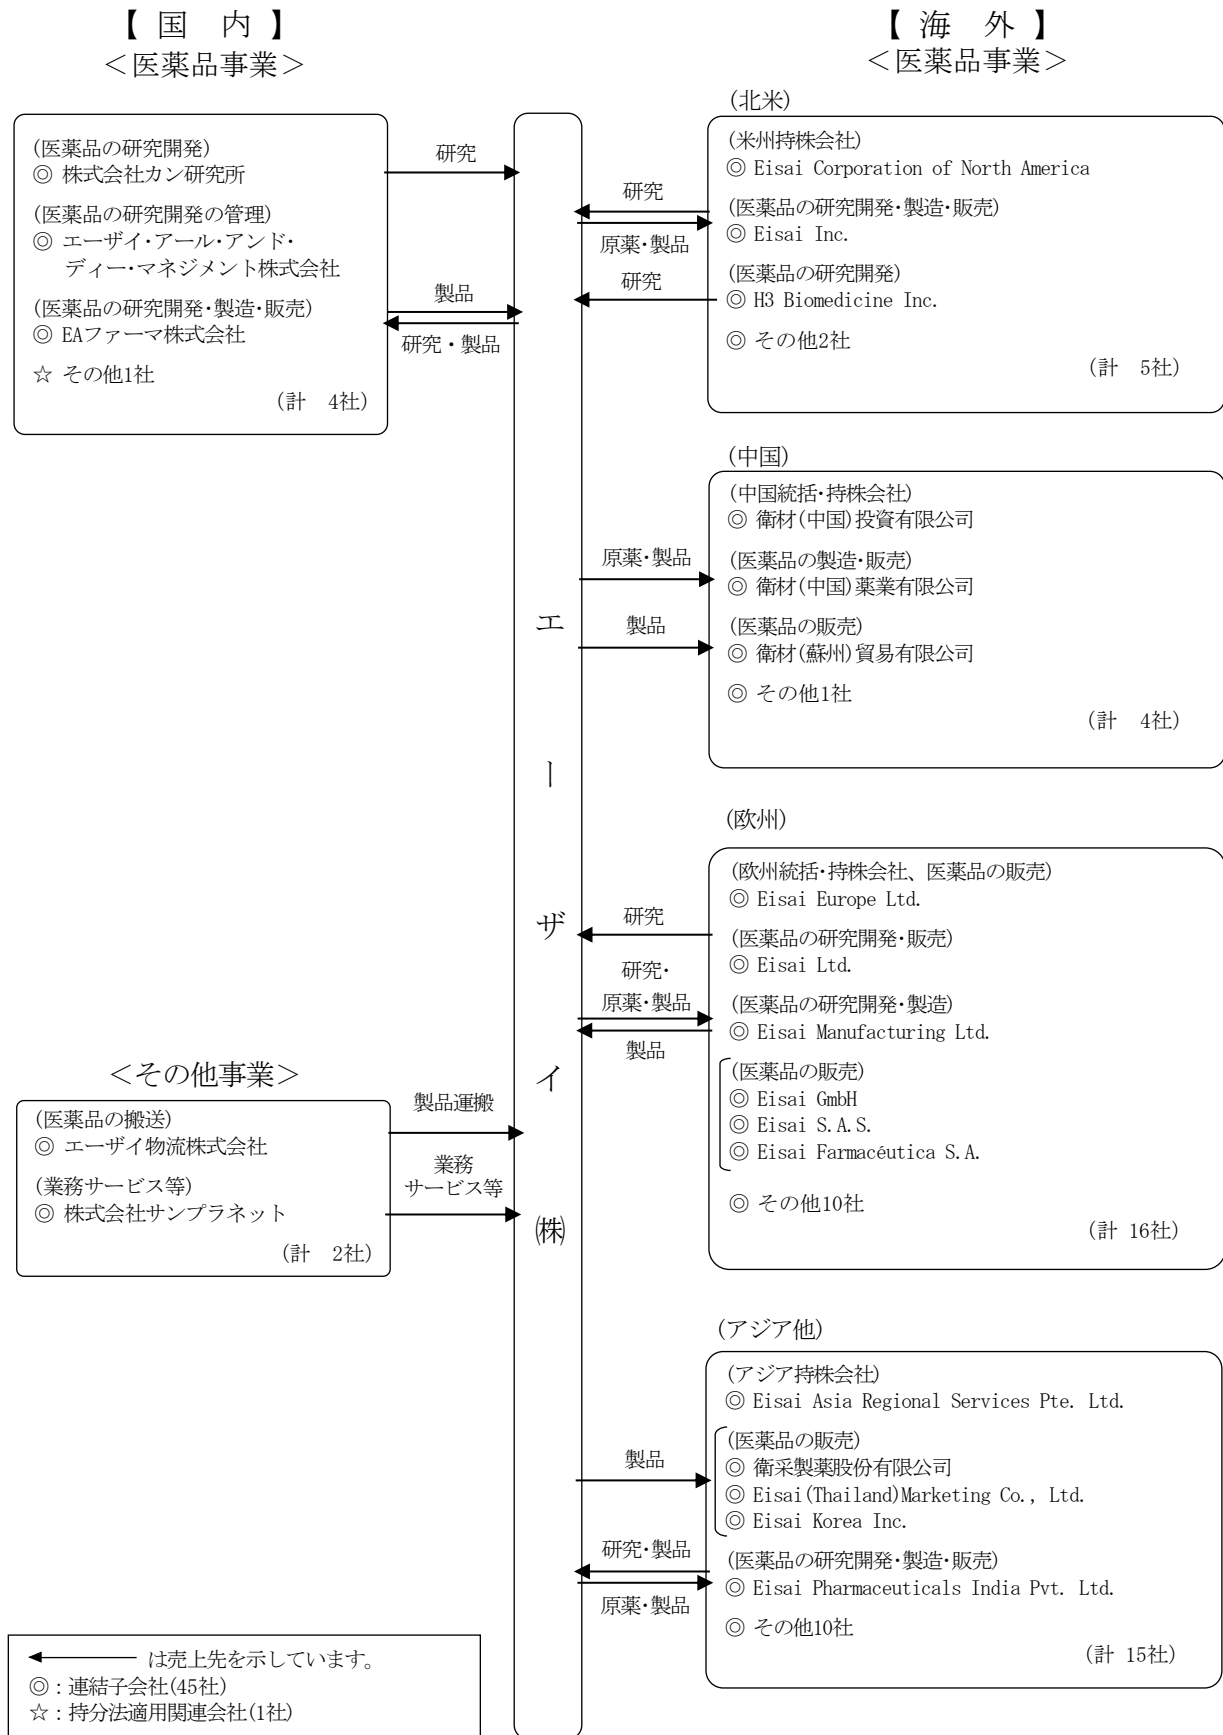 【 国 内 】
＜医薬品事業＞
(医薬品の研究開発)
◎ 株式会社カン研究所
(医薬品の研究開発の管理)
◎ エーザイ・アール・アンド・
ディー・マネジメント株式会社
(医薬品の研究開発・製造・販売)
◎ EAファーマ株式会社
☆ その他1社
(計 4社)
研究
製品
研究・製品
＜その他事業＞
(医薬品の搬送)
◎ エーザイ物流株式会社
(業務サービス等)
◎ 株式会社サンプラネット
(計 2社)
製品運搬
業務
サービス等
エーザイ㈱
【 海 外 】
＜医薬品事業＞
(北米)
研究
原薬・製品
研究
(米州持株会社)
◎ Eisai Corporation of North America
(医薬品の研究開発・製造・販売)
◎ Eisai Inc.
(医薬品の研究開発)
◎ H3 Biomedicine Inc.
◎ その他2社
(計 5社)
(中国)
原薬・製品
製品
(中国統括・持株会社)
◎ 衛材(中国)投資有限公司
(医薬品の製造・販売)
◎ 衛材(中国)薬業有限公司
(医薬品の販売)
◎ 衛材(蘇州)貿易有限公司
◎ その他1社
(計 4社)
(欧州)
研究
研究・
原薬・製品
製品
(欧州統括・持株会社、医薬品の販売)
◎ Eisai Europe Ltd.
(医薬品の研究開発・販売)
◎ Eisai Ltd.
(医薬品の研究開発・製造)
◎ Eisai Manufacturing Ltd.
(医薬品の販売)
◎ Eisai GmbH
◎ Eisai S.A.S.
◎ Eisai Farmacéutica S.A.
◎ その他10社
(計 16社)
(アジア他)
製品
研究・製品
原薬・製品
(アジア持株会社)
◎ Eisai Asia Regional Services Pte. Ltd.
(医薬品の販売)
◎ 衛采製薬股份有限公司
◎ Eisai(Thailand)Marketing Co., Ltd.
◎ Eisai Korea Inc.
(医薬品の研究開発・製造・販売)
◎ Eisai Pharmaceuticals India Pvt. Ltd.
◎ その他10社
(計 15社)
は売上先を示しています。
◎：連結子会社(45社)
☆：持分法適用関連会社(1社)